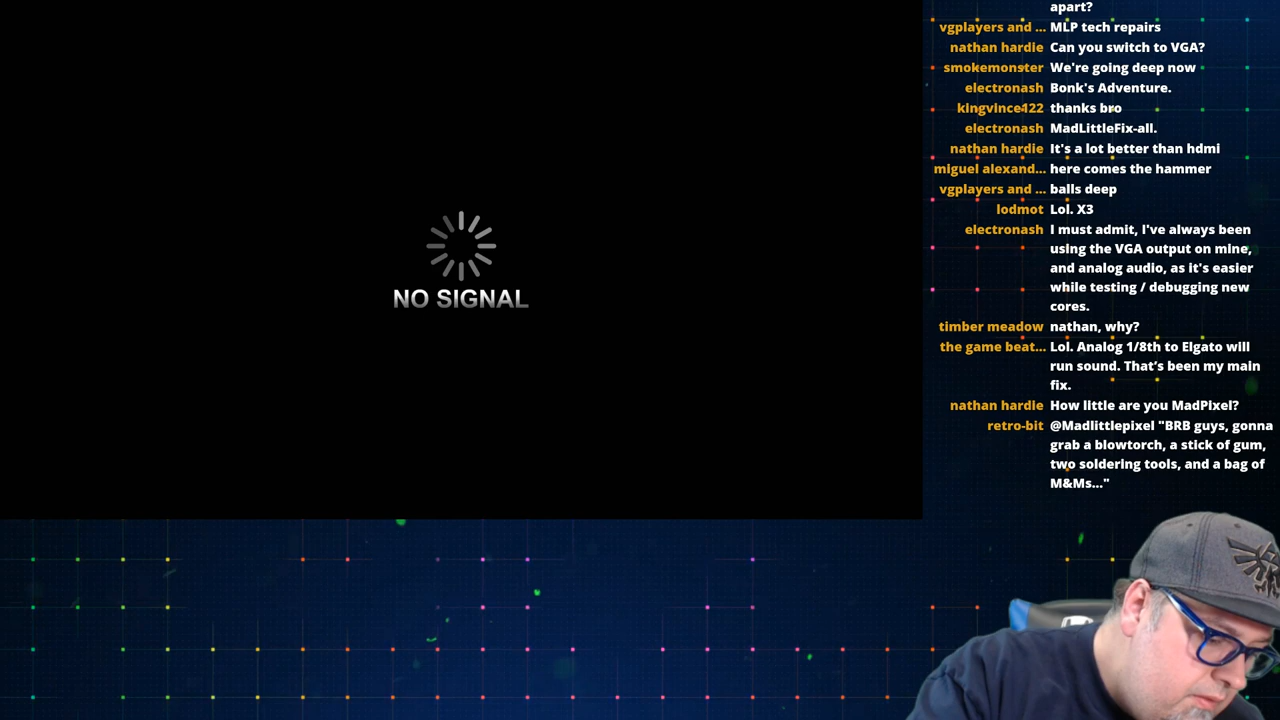 apart?
vgplayers and ... MLP tech repairs
nathan hardie Can you switch to VGA?
smokemonster We're going deep now
electronash Bonk's Adventure.
kingvince122 thanks bro
electronash MadLittleFix-all.
nathan hardie It's a lot better than hdmi
miguel alexand... here comes the hammer
vgplayers and ... balls deep
lodmot Lol. X3
electronash I must admit, I've always been
using the VGA output on mine,
and analog audio, as it's easier
while testing / debugging new
cores.
timber meadow nathan, why?
the game beat... Lol. Analog 1/8th to Elgato will
run sound. That’s been my main
fix.
nathan hardie How little are you MadPixel?
retro-bit @Madlittlepixel "BRB guys, gonna
grab a blowtorch, a stick of gum,
two soldering tools, and a bag of
M&Ms..."
NO SIGNAL